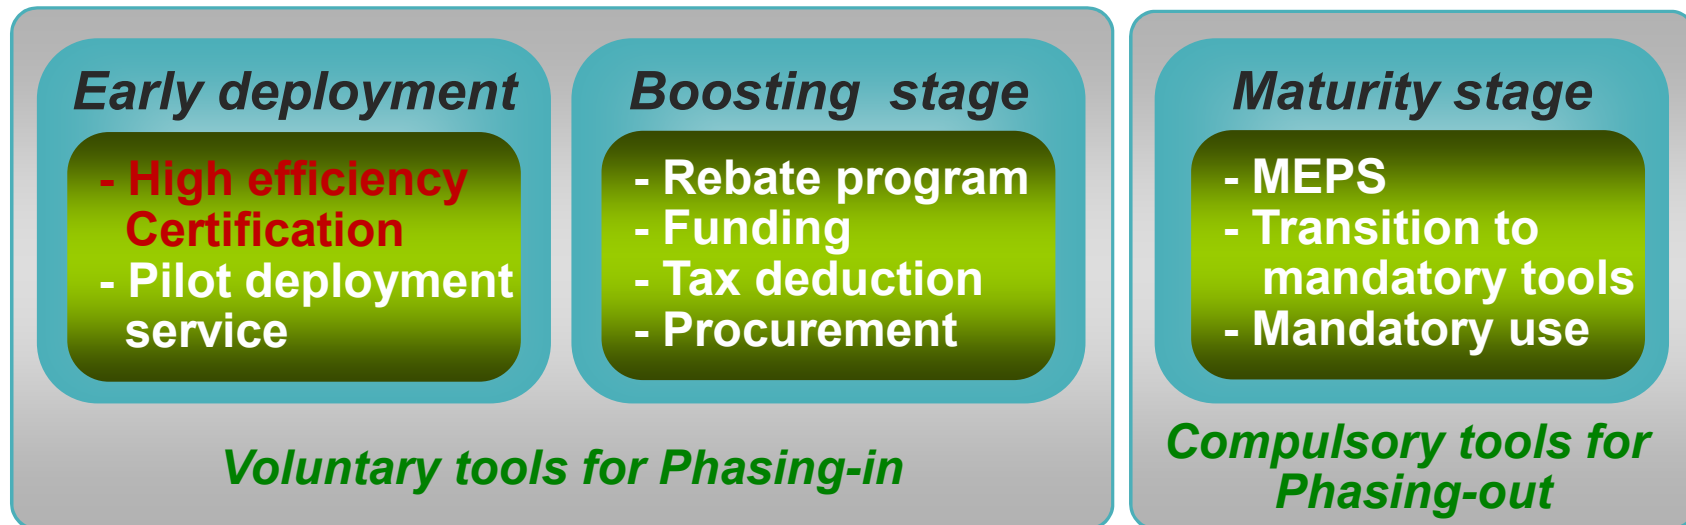 Early deployment
- High efficiency
Certification
- Pilot deployment
service
Boosting stage
- Rebate program
- Funding
- Tax deduction
- Procurement
Voluntary tools for Phasing-in
Maturity stage
- MEPS
- Transition to
mandatory tools
- Mandatory use
Compulsory tools for
Phasing-out